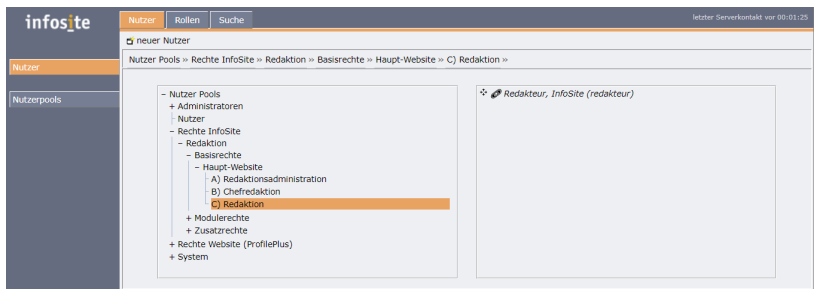 infosite
Nutzer Rollen Suche
letzter Serverkontakt vor 00:01:25
neuer Nutzer
Nutzer
Nutzer Pools » Rechte InfoSite » Redaktion » Basisrechte » Haupt-Website » C) Redaktion »
Nutzerpools
− Nutzer Pools
+ Administratoren
Nutzer
− Rechte InfoSite
− Redaktion
− Basisrechte
− Haupt-Website
A) Redaktionsadministration
B) Chefredaktion
C) Redaktion
+ Modulerechte
+ Zusatzrechte
+ Rechte Website (ProfilePlus)
+ System
Redakteur, InfoSite (redakteur)